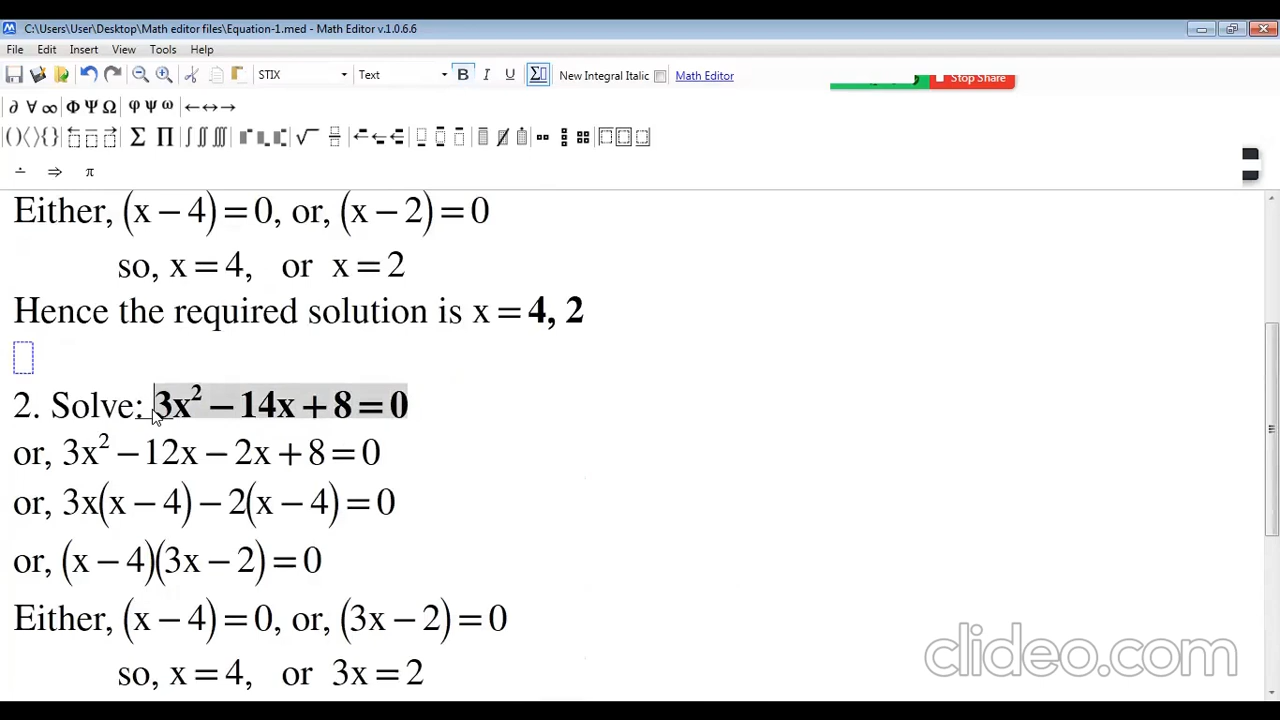 C:\Users\User\Desktop\Math editor files\Equation-1.med - Math Editor v.1.0.6.6
File Edit Insert View Tools Help
STIX Text B I U Σ New Integral Italic Math Editor Stop Share
∂ ∀ ∞ Φ Ψ Ω φ ψ ω ←↔→
()⟨⟩{} Σ Π ∫ ∬ ∭ √
⇒ π
Either, (x − 4) = 0, or, (x − 2) = 0
so, x = 4, or x = 2
Hence the required solution is x = 4, 2
2. Solve: 3x² − 14x + 8 = 0
or, 3x² − 12x − 2x + 8 = 0
or, 3x(x − 4) − 2(x − 4) = 0
or, (x − 4)(3x − 2) = 0
Either, (x − 4) = 0, or, (3x − 2) = 0
so, x = 4, or 3x = 2
clideo.com